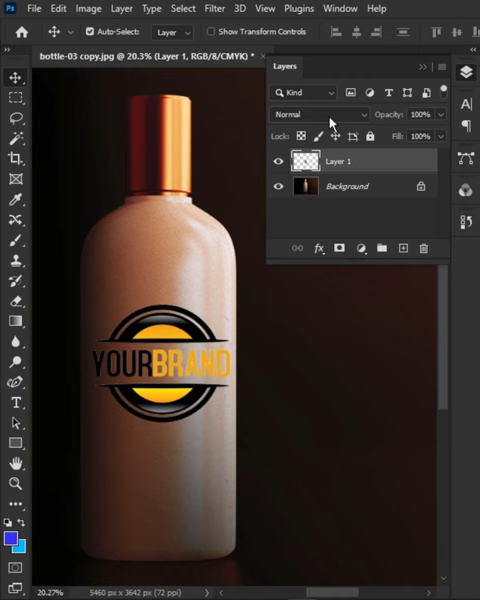 Ps File Edit Image Layer Type Select Filter 3D View Plugins Window
Auto-Select: Layer Show Transform Controls
bottle-03 copy.jpg @ 20.3% (Layer 1, RGB/8/CMYK) * ×
Layers
Kind
Normal Opacity: 100%
Lock: Fill: 100%
Layer 1
Background
fx
YOURBRAND
20.27% 5460 px x 3642 px (72 ppi)